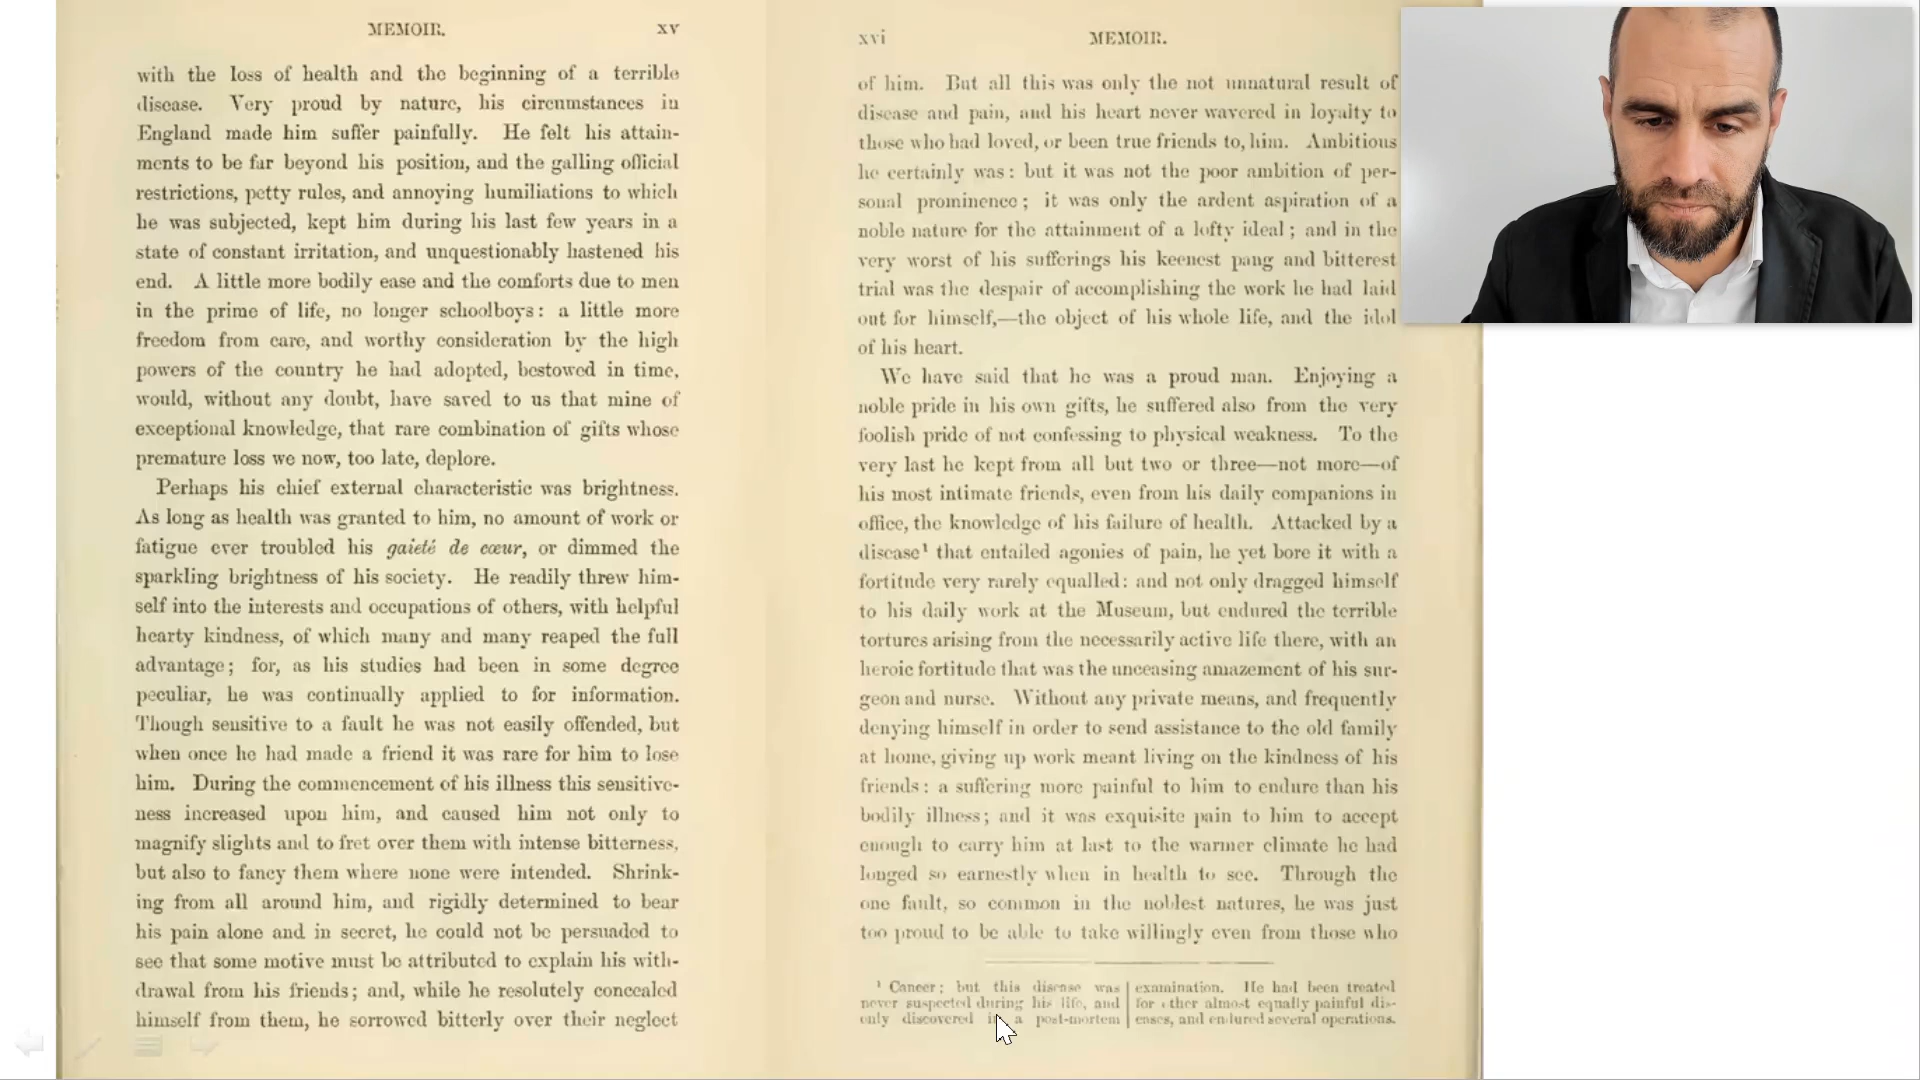 MEMOIR. xv
with the loss of health and the beginning of a terrible
disease. Very proud by nature, his circumstances in
England made him suffer painfully. He felt his attain-
ments to be far beyond his position, and the galling official
restrictions, petty rules, and annoying humiliations to which
he was subjected, kept him during his last few years in a
state of constant irritation, and unquestionably hastened his
end. A little more bodily ease and the comforts due to men
in the prime of life, no longer schoolboys: a little more
freedom from care, and worthy consideration by the high
powers of the country he had adopted, bestowed in time,
would, without any doubt, have saved to us that mine of
exceptional knowledge, that rare combination of gifts whose
premature loss we now, too late, deplore.
Perhaps his chief external characteristic was brightness.
As long as health was granted to him, no amount of work or
fatigue ever troubled his gaieté de cœur, or dimmed the
sparkling brightness of his society. He readily threw him-
self into the interests and occupations of others, with helpful
hearty kindness, of which many and many reaped the full
advantage; for, as his studies had been in some degree
peculiar, he was continually applied to for information.
Though sensitive to a fault he was not easily offended, but
when once he had made a friend it was rare for him to lose
him. During the commencement of his illness this sensitive-
ness increased upon him, and caused him not only to
magnify slights and to fret over them with intense bitterness,
but also to fancy them where none were intended. Shrink-
ing from all around him, and rigidly determined to bear
his pain alone and in secret, he could not be persuaded to
see that some motive must be attributed to explain his with-
drawal from his friends; and, while he resolutely concealed
himself from them, he sorrowed bitterly over their neglect
xvi MEMOIR.
of him. But all this was only the not unnatural result of
disease and pain, and his heart never wavered in loyalty to
those who had loved, or been true friends to, him. Ambitious
he certainly was: but it was not the poor ambition of per-
sonal prominence; it was only the ardent aspiration of a
noble nature for the attainment of a lofty ideal; and in the
very worst of his sufferings his keenest pang and bitterest
trial was the despair of accomplishing the work he had laid
out for himself,—the object of his whole life, and the idol
of his heart.
We have said that he was a proud man. Enjoying a
noble pride in his own gifts, he suffered also from the very
foolish pride of not confessing to physical weakness. To the
very last he kept from all but two or three—not more—of
his most intimate friends, even from his daily companions in
office, the knowledge of his failure of health. Attacked by a
disease¹ that entailed agonies of pain, he yet bore it with a
fortitude very rarely equalled: and not only dragged himself
to his daily work at the Museum, but endured the terrible
tortures arising from the necessarily active life there, with an
heroic fortitude that was the unceasing amazement of his sur-
geon and nurse. Without any private means, and frequently
denying himself in order to send assistance to the old family
at home, giving up work meant living on the kindness of his
friends: a suffering more painful to him to endure than his
bodily illness; and it was exquisite pain to him to accept
enough to carry him at last to the warmer climate he had
longed so earnestly when in health to see. Through the
one fault, so common in the noblest natures, he was just
too proud to be able to take willingly even from those who
¹ Cancer; but this disease was
never suspected during his life, and
only discovered in a post-mortem
examination. He had been treated
for other almost equally painful dis-
eases, and endured several operations.